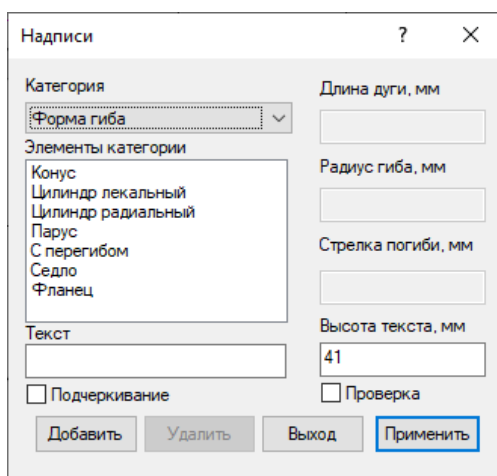 Надписи
?
Категория
Форма гиба
Элементы категории
Конус
Цилиндр лекальный
Цилиндр радиальный
Парус
С перегибом
Седло
Фланец
Текст
Подчеркивание
Длина дуги, мм
Радиус гиба, мм
Стрелка погиби, мм
Высота текста, мм
41
Проверка
Добавить
Удалить
Выход
Применить